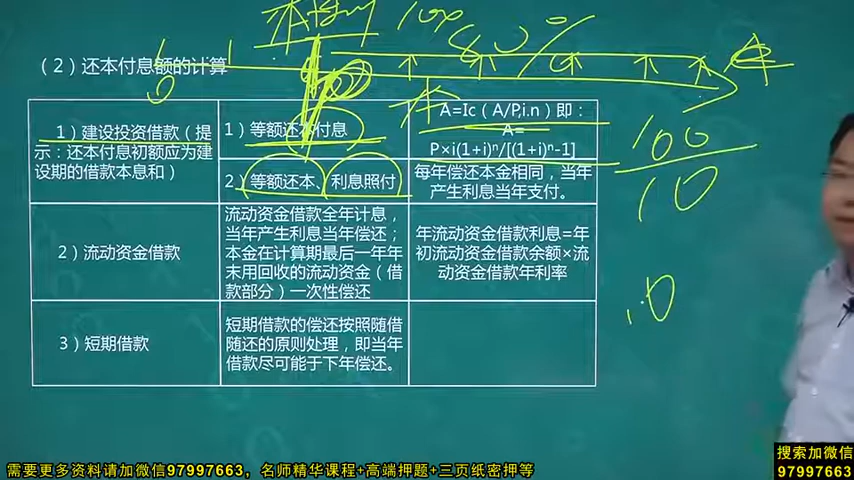 本
100
80%
0
1
（2）还本付息额的计算
1）建设投资借款（提示：还本付息初额应为建设期的借款本息和）
1）等额还本付息
A=Ic（A/P,i.n）即：
A=
P×i(1+i)ⁿ/[(1+i)ⁿ-1]
2）等额还本、利息照付
每年偿还本金相同，当年
产生利息当年支付。
100
10
2）流动资金借款
流动资金借款全年计息，
当年产生利息当年偿还；
本金在计算期最后一年年
末用回收的流动资金（借
款部分）一次性偿还
年流动资金借款利息=年
初流动资金借款余额×流
动资金借款年利率
10
3）短期借款
短期借款的偿还按照随借
随还的原则处理，即当年
借款尽可能于下年偿还。
需要更多资料请加微信97997663，名师精华课程+高端押题+三页纸密押等
搜索加微信
97997663